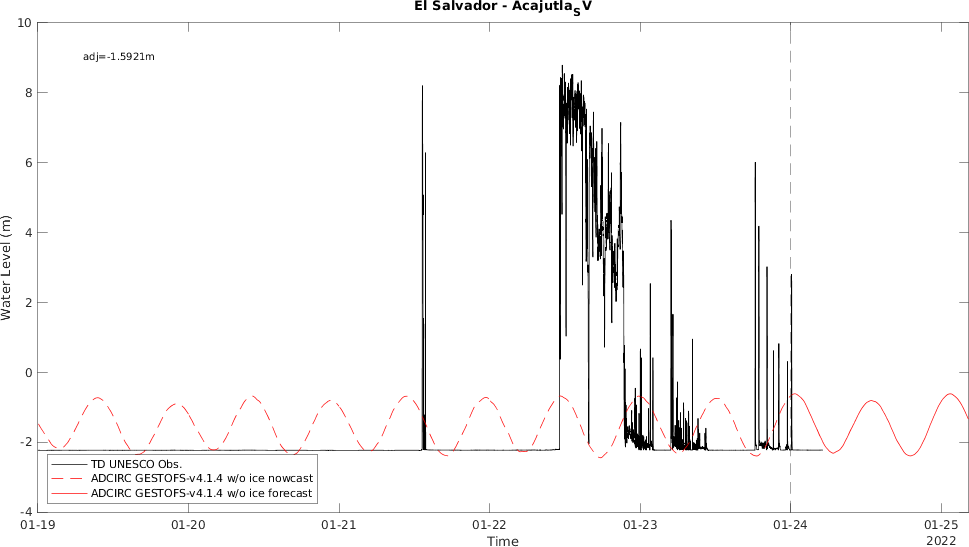 El Salvador - AcajutlaSV
adj=-1.5921m
10
8
6
4
2
0
-2
-4
Water Level (m)
TD UNESCO Obs.
ADCIRC GESTOFS-v4.1.4 w/o ice nowcast
ADCIRC GESTOFS-v4.1.4 w/o ice forecast
01-19 01-20 01-21 01-22 01-23 01-24 01-25
Time
2022